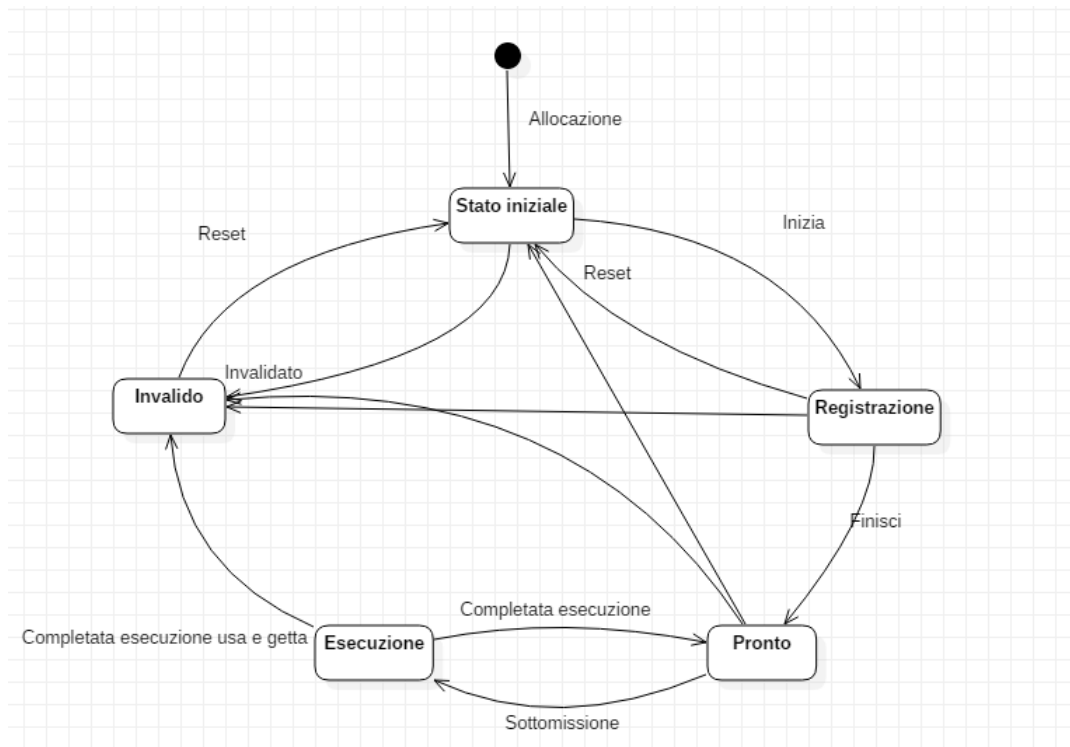 Allocazione
Stato iniziale
Inizia
Reset
Reset
Invalidato
Invalido
Registrazione
Finisci
Completata esecuzione
Completata esecuzione usa e getta
Esecuzione
Pronto
Sottomissione